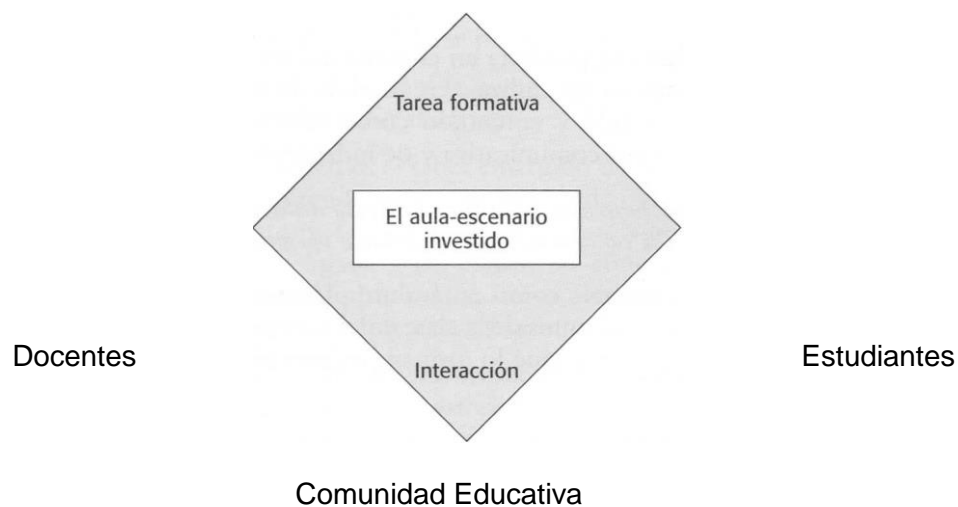 Tarea formativa
El aula-escenario
investido
Docentes
Interacción
Estudiantes
Comunidad Educativa